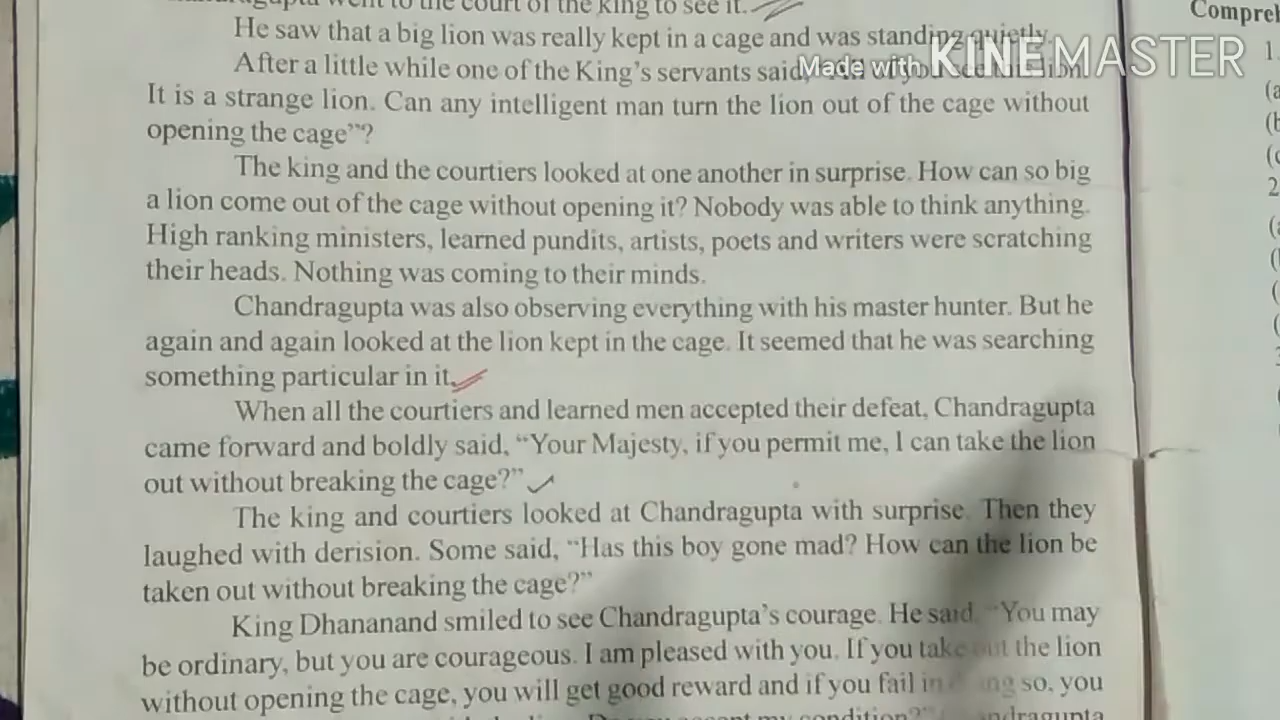 went to the court of the king to see it.
He saw that a big lion was really kept in a cage and was standing quietly.
After a little while one of the King's servants said,
It is a strange lion. Can any intelligent man turn the lion out of the cage without
opening the cage"?
The king and the courtiers looked at one another in surprise. How can so big
a lion come out of the cage without opening it? Nobody was able to think anything.
High ranking ministers, learned pundits, artists, poets and writers were scratching
their heads. Nothing was coming to their minds.
Chandragupta was also observing everything with his master hunter. But he
again and again looked at the lion kept in the cage. It seemed that he was searching
something particular in it.
When all the courtiers and learned men accepted their defeat, Chandragupta
came forward and boldly said, "Your Majesty, if you permit me, I can take the lion
out without breaking the cage?"
The king and courtiers looked at Chandragupta with surprise. Then they
laughed with derision. Some said, "Has this boy gone mad? How can the lion be
taken out without breaking the cage?"
King Dhananand smiled to see Chandragupta's courage. He said, "You may
be ordinary, but you are courageous. I am pleased with you. If you take out the lion
without opening the cage, you will get good reward and if you fail in so, you
my condition?"
Made with KINEMASTER
1.
2